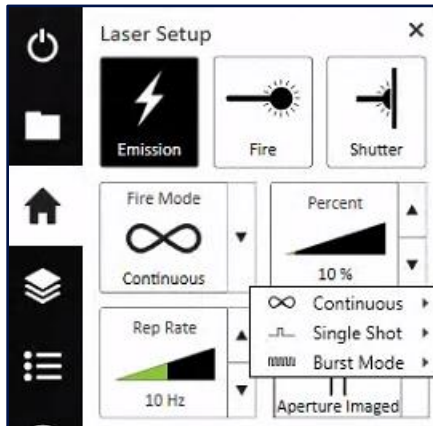 Laser Setup
Emission
Fire
Shutter
Fire Mode
Continuous
Percent
10 %
Continuous
Single Shot
Burst Mode
Rep Rate
10 Hz
Aperture Imaged